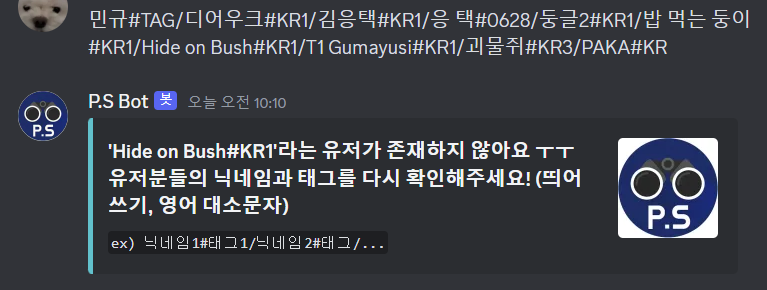 민규#TAG/디어우크#KR1/김응택#KR1/응 택#0628/둥글2#KR1/밥 먹는 둥이
#KR1/Hide on Bush#KR1/T1 Gumayusi#KR1/괴물쥐#KR3/PAKA#KR
P.S Bot 봇 오늘 오전 10:10
P.S
'Hide on Bush#KR1'라는 유저가 존재하지 않아요 ㅜㅜ
유저분들의 닉네임과 태그를 다시 확인해주세요! (띄어
쓰기, 영어 대소문자)
ex) 닉네임1#태그1/닉네임2#태그/...
P.S